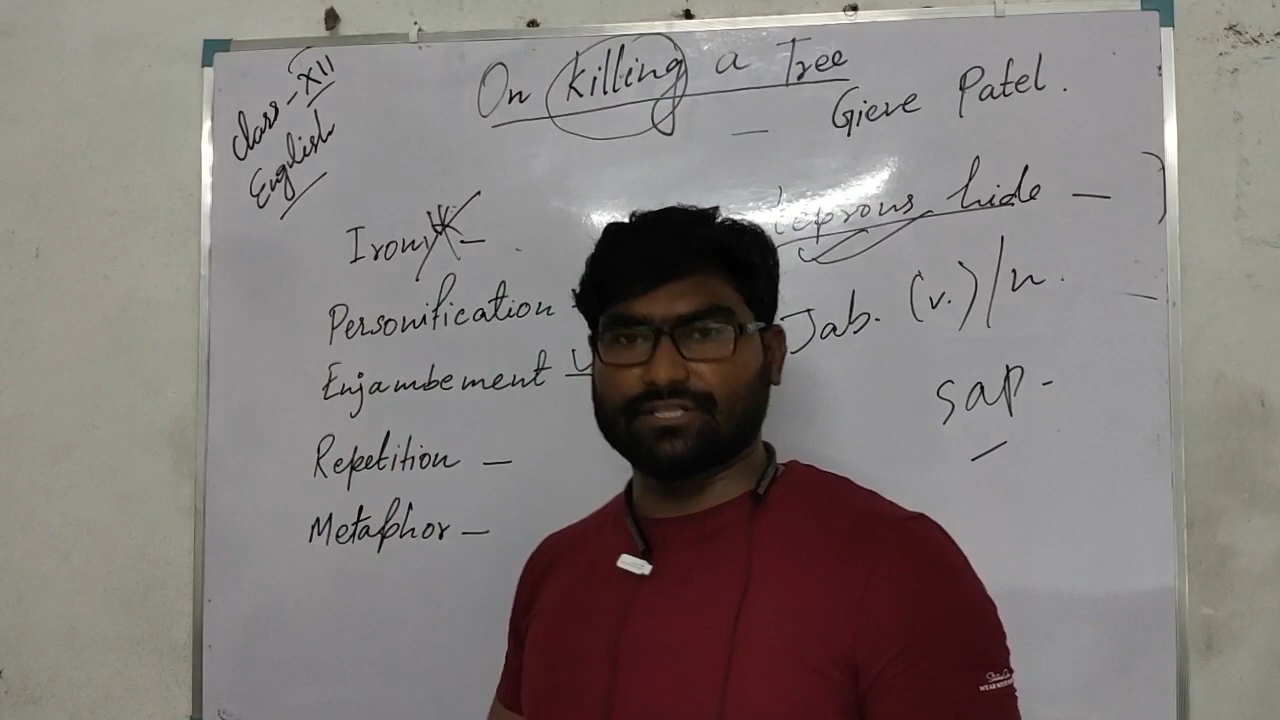 Class - XII
English
On Killing a Tree
- Gieve Patel.
Irony -
Personification
Enjambement -
Repetition -
Metaphor -
leprous hide -
Jab. (v.)/n.
sap -